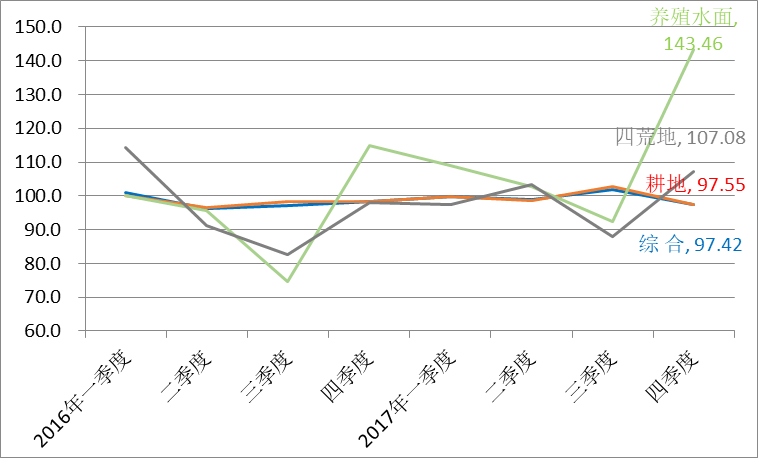 养殖水面,
143.46
150.0
140.0
130.0
120.0
110.0
100.0
90.0
80.0
70.0
60.0
四荒地, 107.08
耕地, 97.55
综 合, 97.42
2016年一季度
二季度
三季度
四季度
2017年一季度
二季度
三季度
四季度